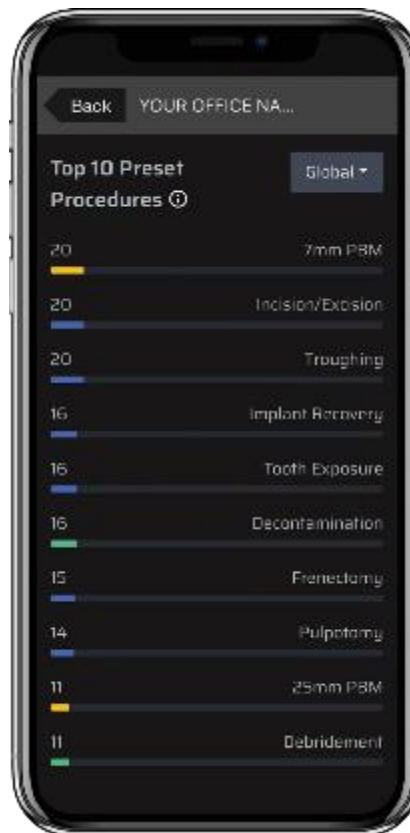 Back YOUR OFFICE NA...
Top 10 Preset Global
Procedures
20 7mm PBM
20 Incision/Excision
20 Troughing
16 Implant Recovery
16 Tooth Exposure
16 Decontamination
15 Frenectomy
14 Pulpotomy
11 25mm PBM
11 Debridement